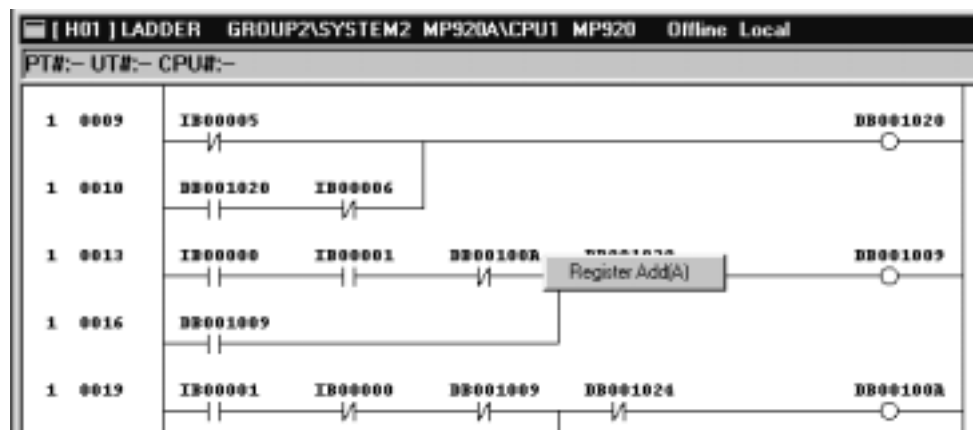 [ H01 ] LADDER GROUP2\SYSTEM2 MP920A\CPU1 MP920 Offline Local
PT#:– UT#:– CPU#:–
1 0009 IB00005 DB001020
1 0010 DB001020 IB00006
1 0013 IB00000 IB00001 DB00100A DB001009
Register Add(A)
1 0016 DB001009
1 0019 IB00001 IB00000 DB001009 DB001024 DB00100A